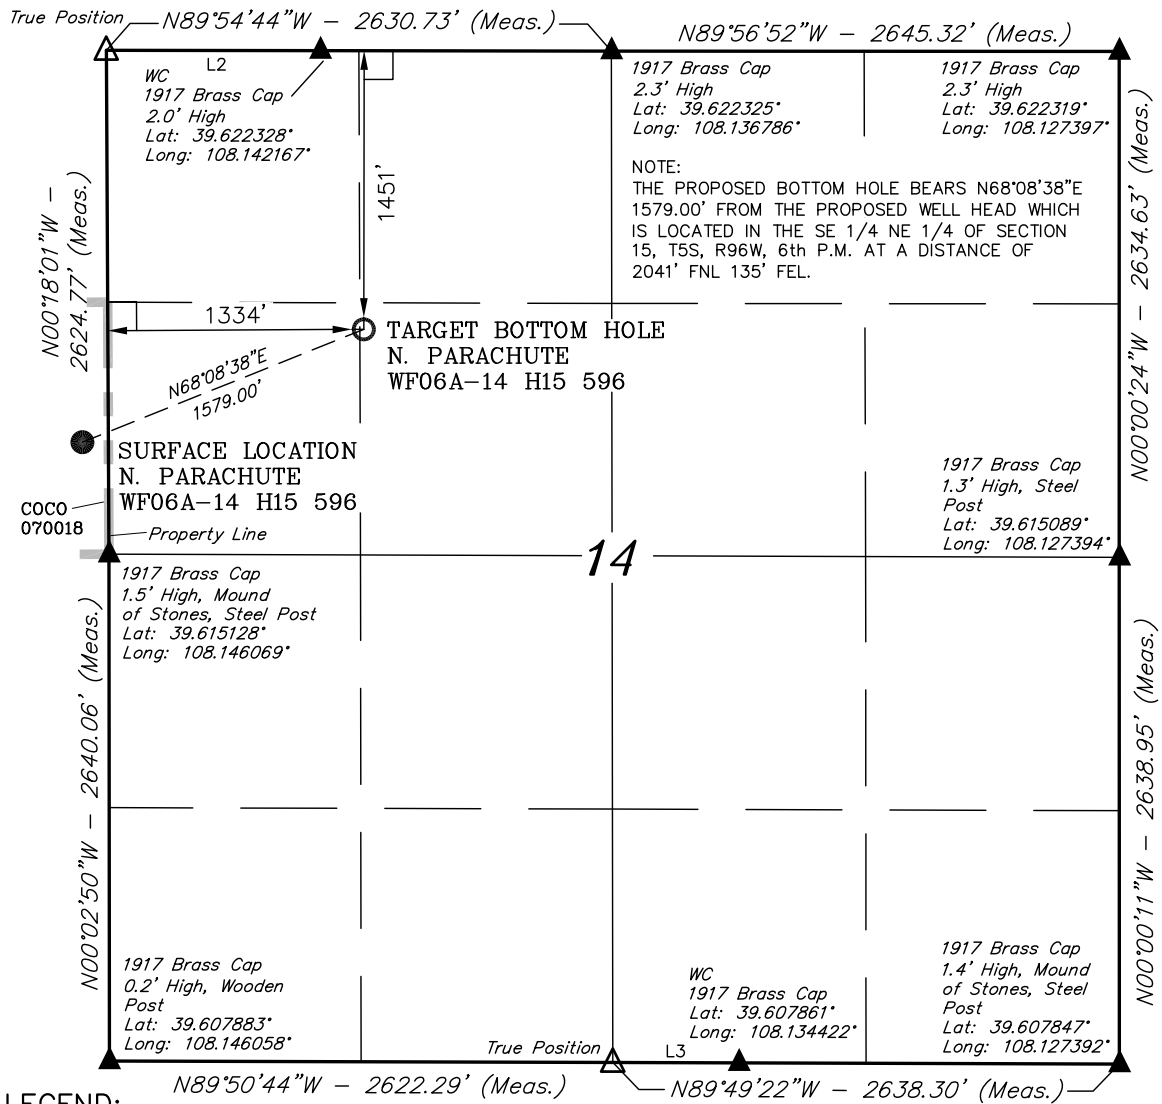 True Position
N89°54'44"W - 2630.73' (Meas.)
N89°56'52"W - 2645.32' (Meas.)
L2
WC
1917 Brass Cap
2.0' High
Lat: 39.622328°
Long: 108.142167°
1917 Brass Cap
2.3' High
Lat: 39.622325°
Long: 108.136786°
1917 Brass Cap
2.3' High
Lat: 39.622319°
Long: 108.127397°
NOTE:
THE PROPOSED BOTTOM HOLE BEARS N68°08'38"E
1579.00' FROM THE PROPOSED WELL HEAD WHICH
IS LOCATED IN THE SE 1/4 NE 1/4 OF SECTION
15, T5S, R96W, 6th P.M. AT A DISTANCE OF
2041' FNL 135' FEL.
N00°18'01"W -
2624.77' (Meas.)
1451'
N00°00'24"W - 2634.63' (Meas.)
1334'
TARGET BOTTOM HOLE
N. PARACHUTE
WF06A-14 H15 596
N68°08'38"E
1579.00'
SURFACE LOCATION
N. PARACHUTE
WF06A-14 H15 596
COCO
070018
Property Line
1917 Brass Cap
1.3' High, Steel
Post
Lat: 39.615089°
Long: 108.127394°
14
1917 Brass Cap
1.5' High, Mound
of Stones, Steel Post
Lat: 39.615128°
Long: 108.146069°
N00°02'50"W - 2640.06' (Meas.)
N00°00'11"W - 2638.95' (Meas.)
1917 Brass Cap
0.2' High, Wooden
Post
Lat: 39.607883°
Long: 108.146058°
WC
1917 Brass Cap
Lat: 39.607861°
Long: 108.134422°
1917 Brass Cap
1.4' High, Mound
of Stones, Steel
Post
Lat: 39.607847°
Long: 108.127392°
True Position
L3
N89°50'44"W - 2622.29' (Meas.)
N89°49'22"W - 2638.30' (Meas.)
LEGEND: